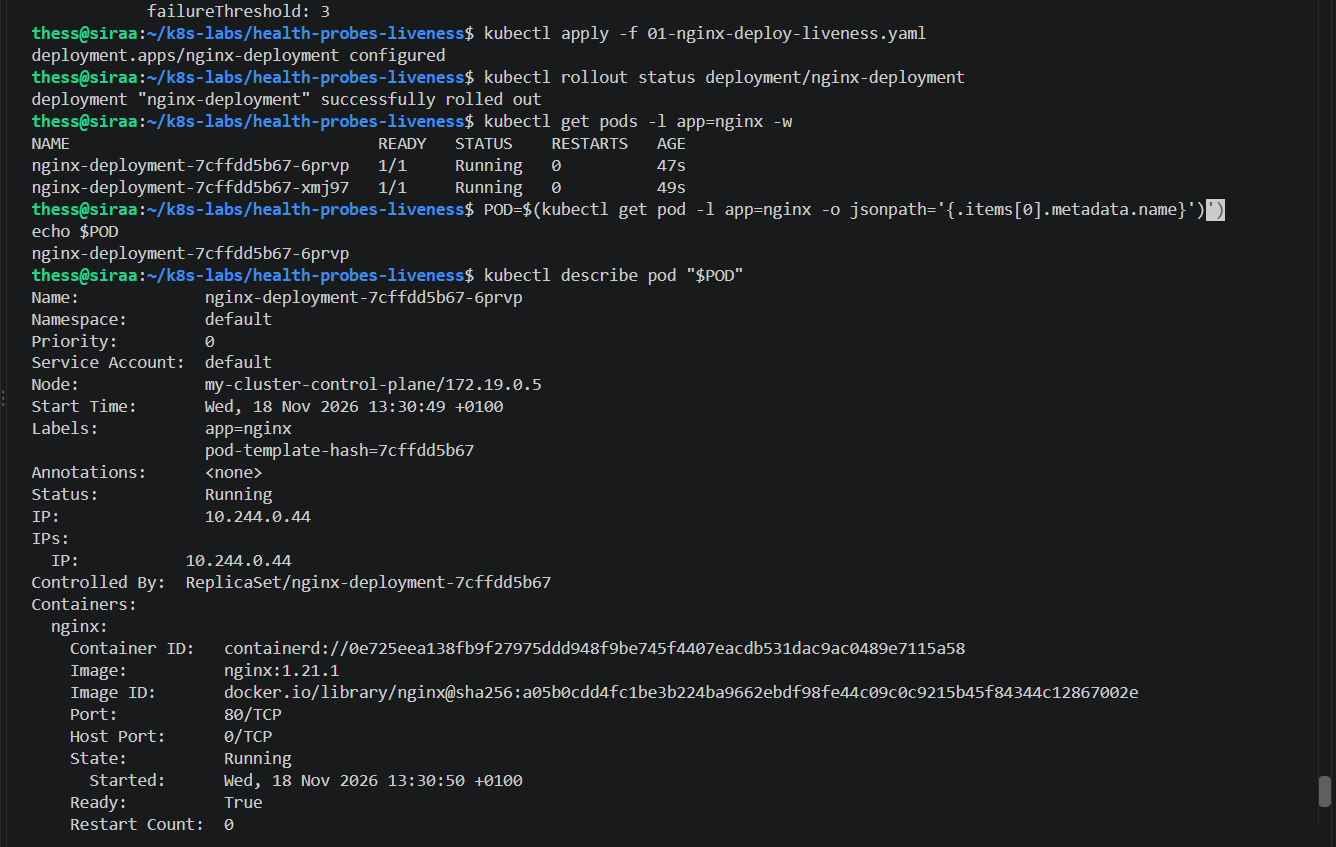 failureThreshold: 3
thess@siraa:~/k8s-labs/health-probes-liveness$ kubectl apply -f 01-nginx-deploy-liveness.yaml
deployment.apps/nginx-deployment configured
thess@siraa:~/k8s-labs/health-probes-liveness$ kubectl rollout status deployment/nginx-deployment
deployment "nginx-deployment" successfully rolled out
thess@siraa:~/k8s-labs/health-probes-liveness$ kubectl get pods -l app=nginx -w
NAME                                READY   STATUS    RESTARTS   AGE
nginx-deployment-7cffdd5b67-6prvp   1/1     Running   0          47s
nginx-deployment-7cffdd5b67-xmj97   1/1     Running   0          49s
thess@siraa:~/k8s-labs/health-probes-liveness$ POD=$(kubectl get pod -l app=nginx -o jsonpath='{.items[0].metadata.name}')')
echo $POD
nginx-deployment-7cffdd5b67-6prvp
thess@siraa:~/k8s-labs/health-probes-liveness$ kubectl describe pod "$POD"
Name:             nginx-deployment-7cffdd5b67-6prvp
Namespace:        default
Priority:         0
Service Account:  default
Node:             my-cluster-control-plane/172.19.0.5
Start Time:       Wed, 18 Nov 2026 13:30:49 +0100
Labels:           app=nginx
                  pod-template-hash=7cffdd5b67
Annotations:      <none>
Status:           Running
IP:               10.244.0.44
IPs:
  IP:           10.244.0.44
Controlled By:  ReplicaSet/nginx-deployment-7cffdd5b67
Containers:
  nginx:
    Container ID:   containerd://0e725eea138fb9f27975ddd948f9be745f4407eacdb531dac9ac0489e7115a58
    Image:          nginx:1.21.1
    Image ID:       docker.io/library/nginx@sha256:a05b0cdd4fc1be3b224ba9662ebdf98fe44c09c0c9215b45f84344c12867002e
    Port:           80/TCP
    Host Port:      0/TCP
    State:          Running
      Started:      Wed, 18 Nov 2026 13:30:50 +0100
    Ready:          True
    Restart Count:  0